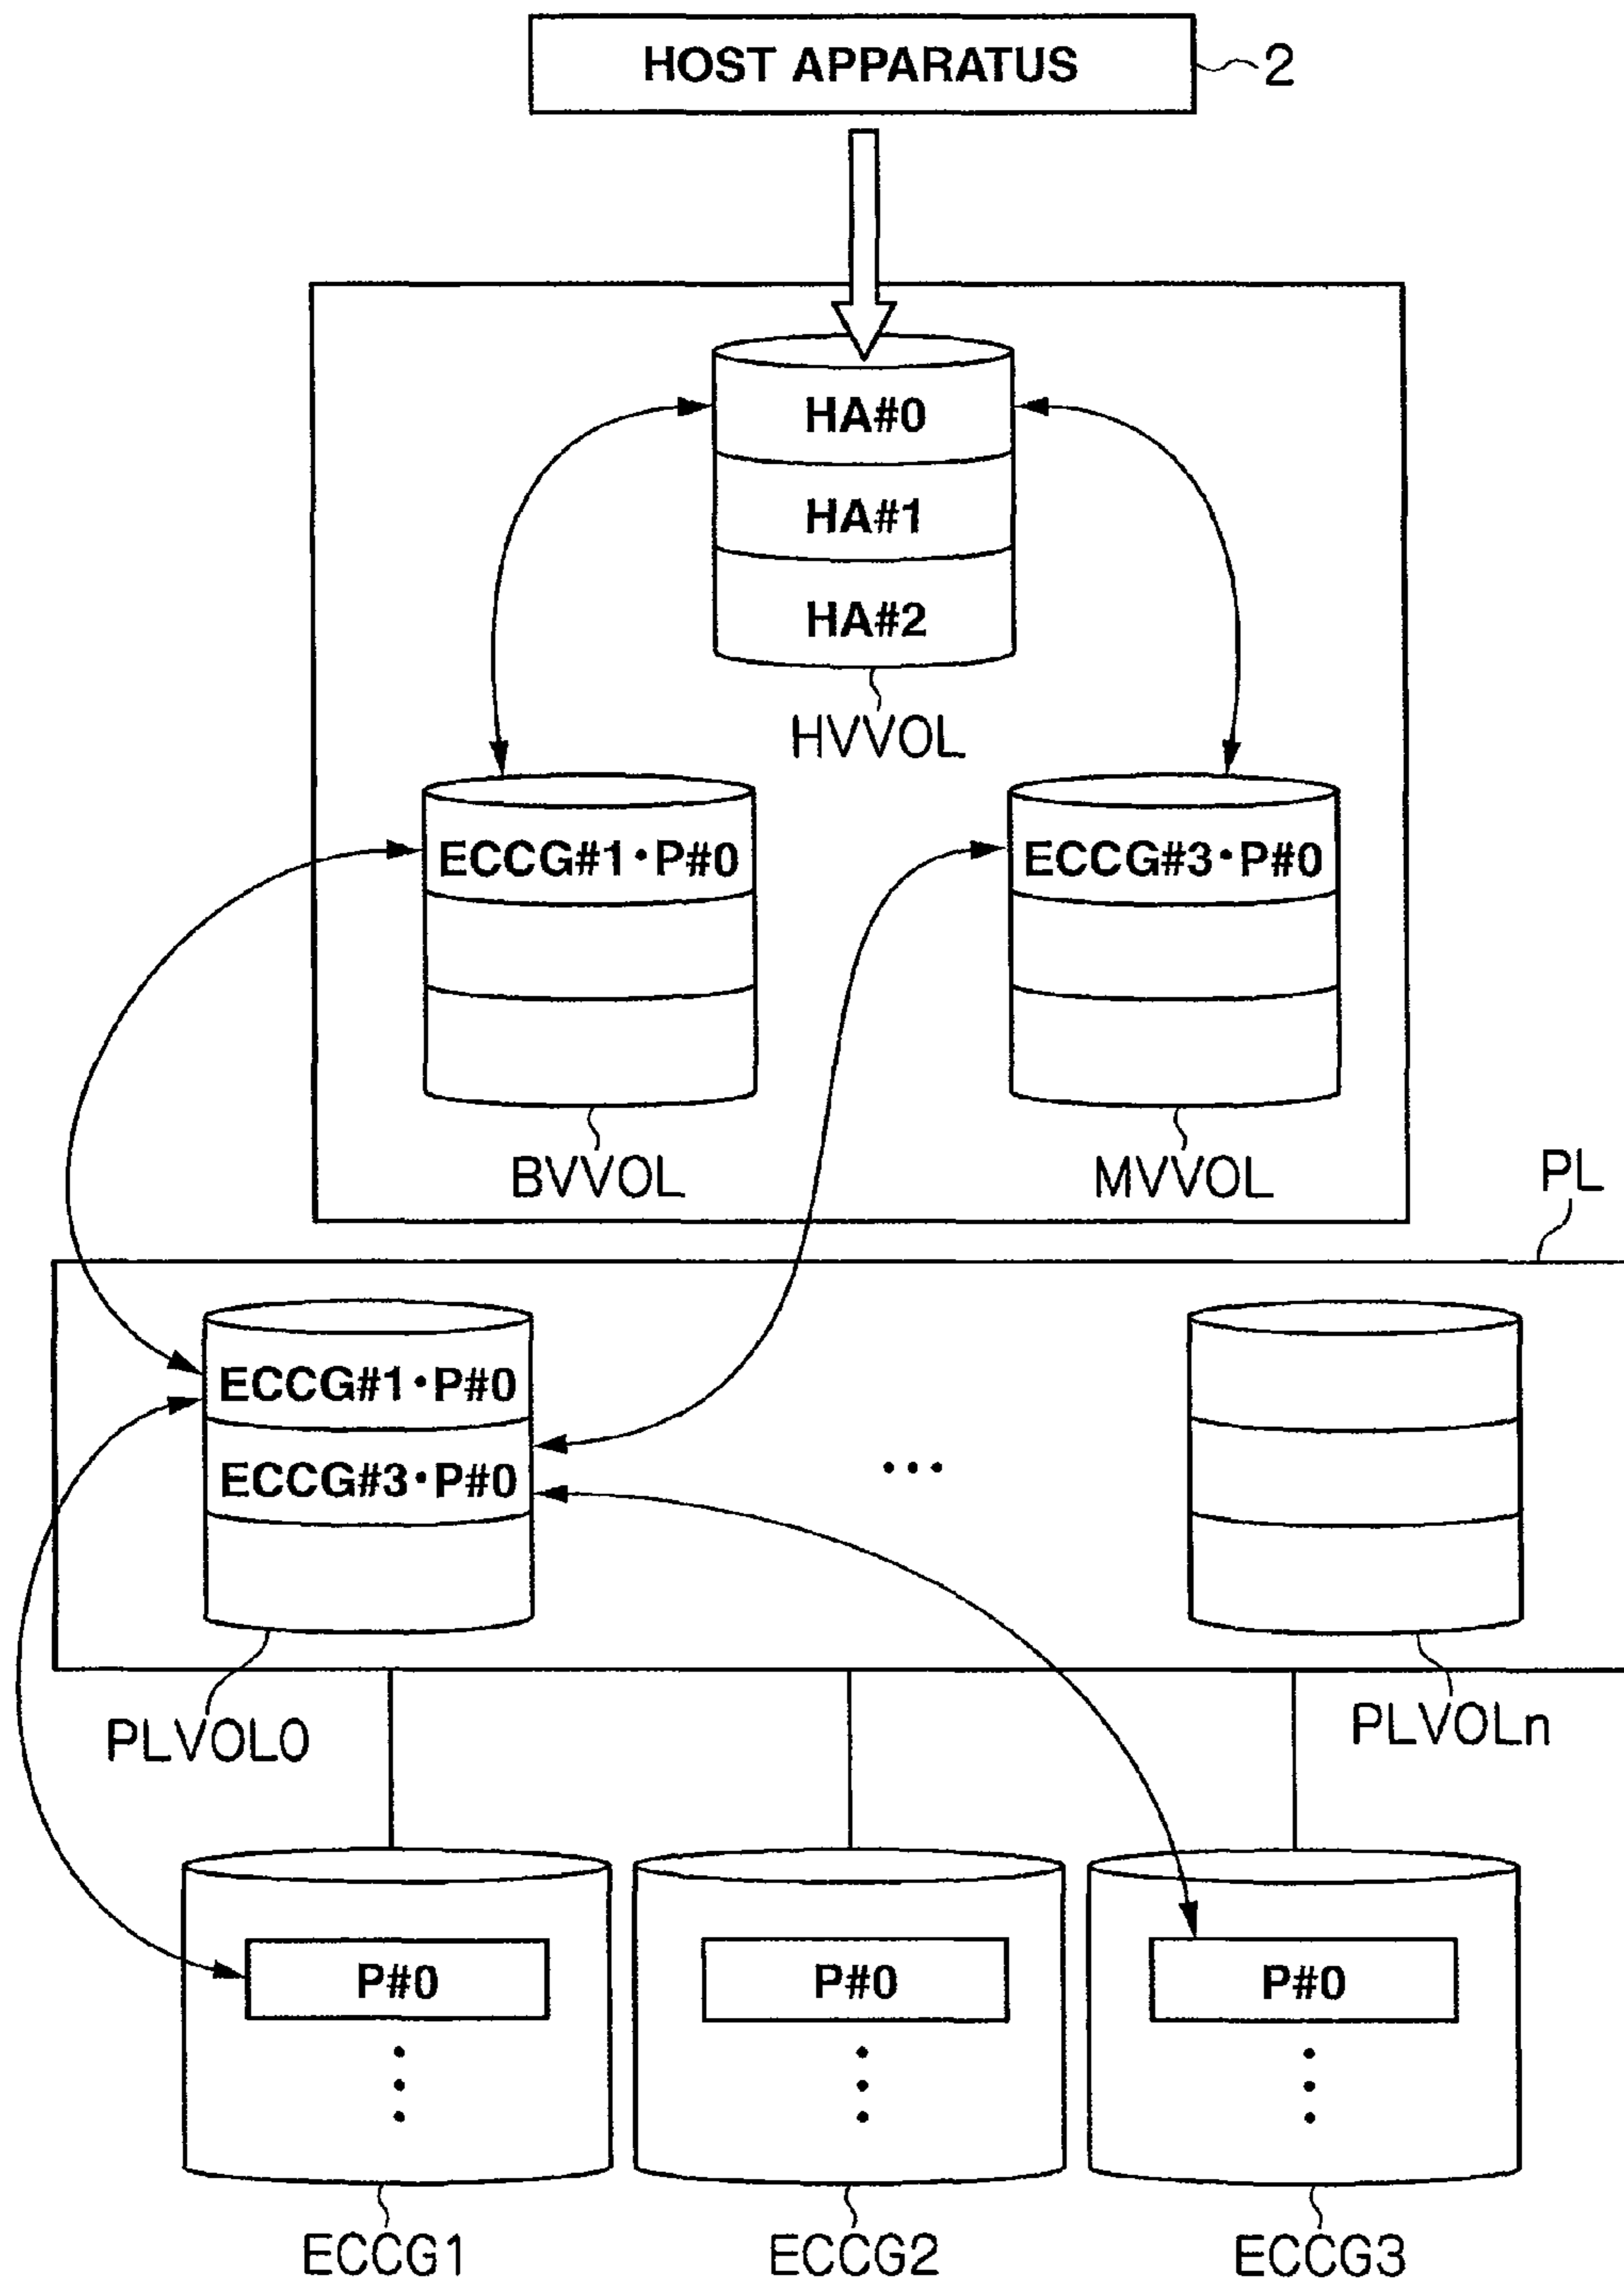 HOST APPARATUS
2
HA#0
HA#1
HA#2
HVVOL
ECCG#1·P#0
ECCG#3·P#0
BVVOL
MVVOL
PL
ECCG#1·P#0
ECCG#3·P#0
...
PLVOL0
PLVOLn
P#0
P#0
P#0
ECCG1
ECCG2
ECCG3